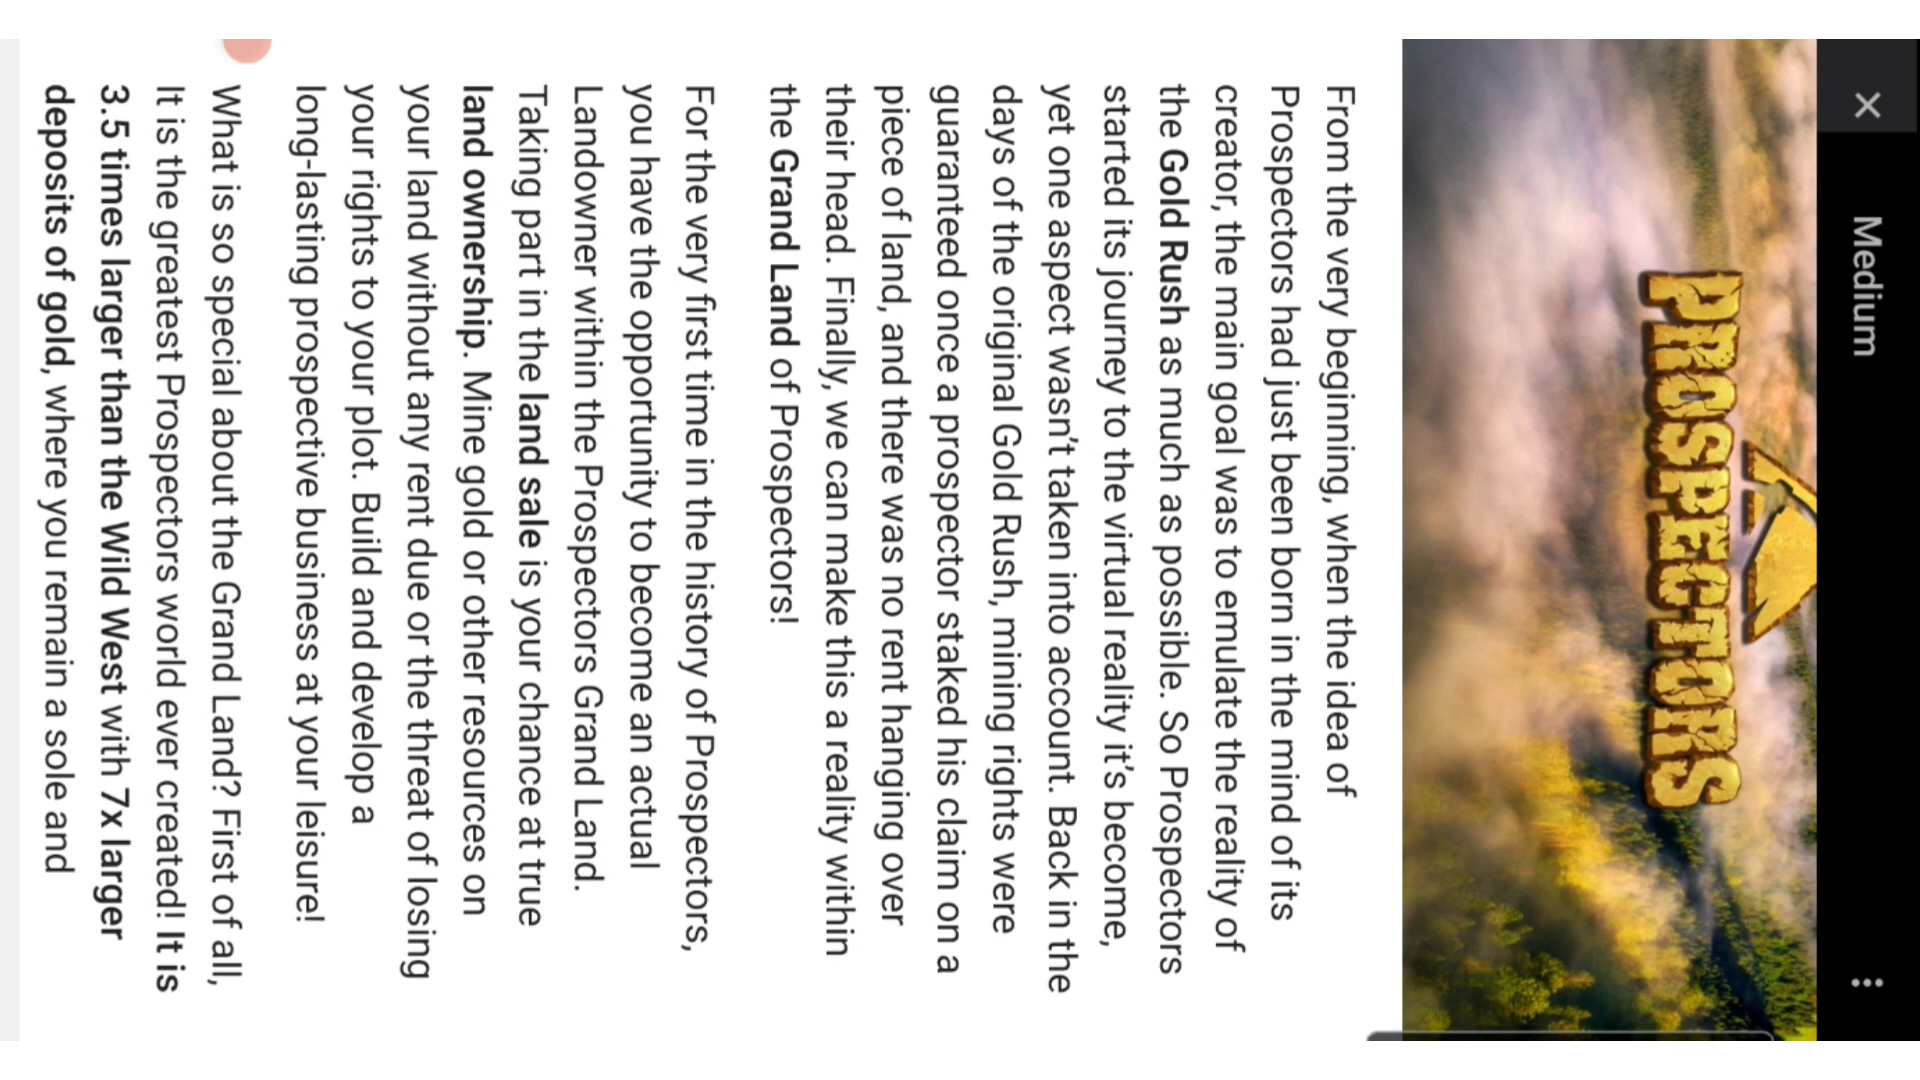 Medium
PROSPECTORS
From the very beginning, when the idea of
Prospectors had just been born in the mind of its
creator, the main goal was to emulate the reality of
the Gold Rush as much as possible. So Prospectors
started its journey to the virtual reality it's become,
yet one aspect wasn't taken into account. Back in the
days of the original Gold Rush, mining rights were
guaranteed once a prospector staked his claim on a
piece of land, and there was no rent hanging over
their head. Finally, we can make this a reality within
the Grand Land of Prospectors!
For the very first time in the history of Prospectors,
you have the opportunity to become an actual
Landowner within the Prospectors Grand Land.
Taking part in the land sale is your chance at true
land ownership. Mine gold or other resources on
your land without any rent due or the threat of losing
your rights to your plot. Build and develop a
long-lasting prospective business at your leisure!
What is so special about the Grand Land? First of all,
It is the greatest Prospectors world ever created! It is
3.5 times larger than the Wild West with 7x larger
deposits of gold, where you remain a sole and